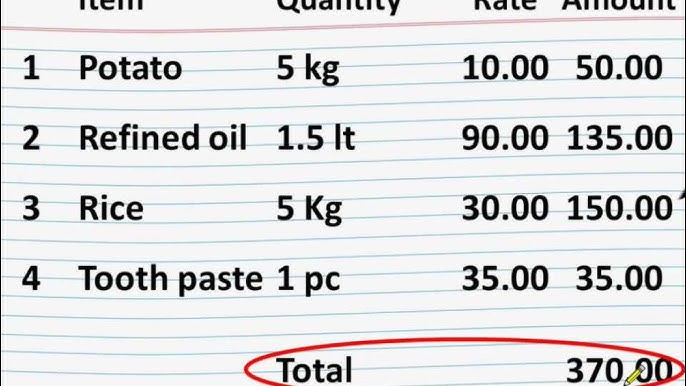 Item Quantity Rate Amount
1 Potato 5 kg 10.00 50.00
2 Refined oil 1.5 lt 90.00 135.00
3 Rice 5 Kg 30.00 150.00
4 Tooth paste 1 pc 35.00 35.00
Total 370.00